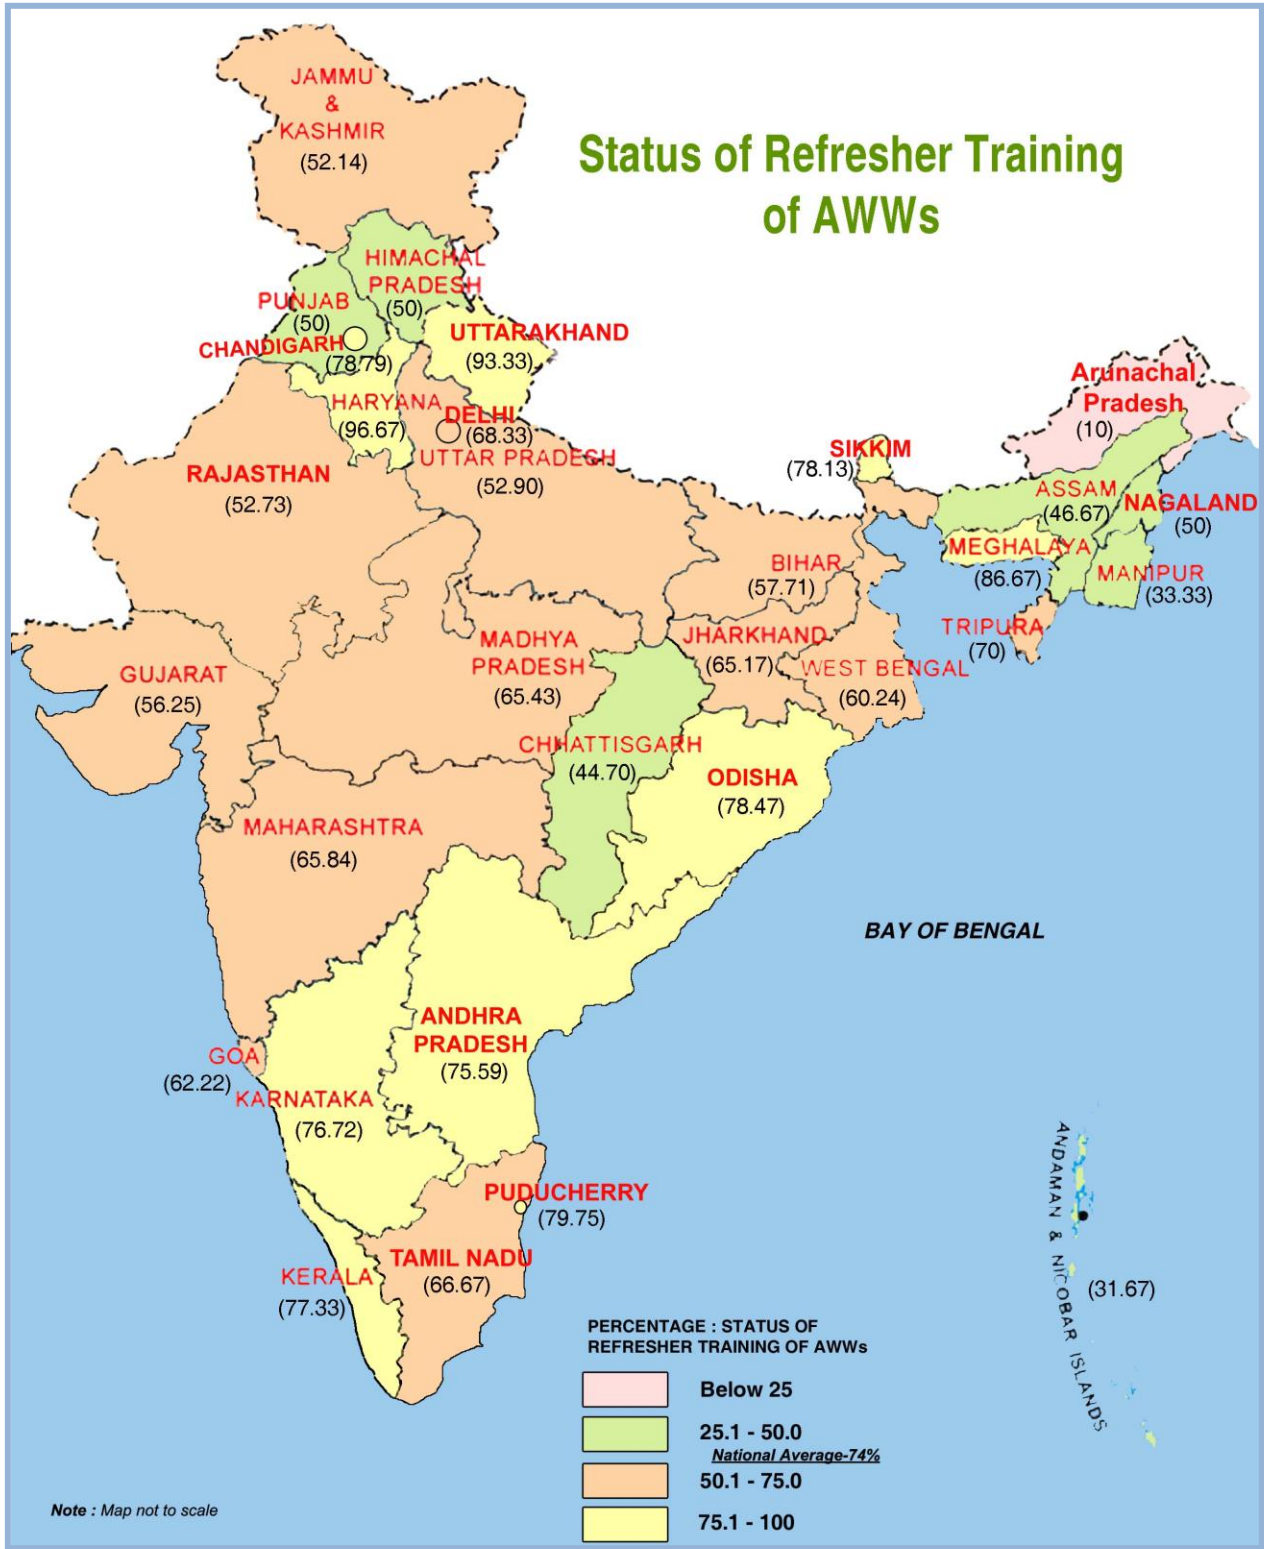 Status of Refresher Training
of AWWs
JAMMU
&
KASHMIR
(52.14)
HIMACHAL
PRADESH
(50)
PUNJAB
(50)
CHANDIGARH
(78.79)
UTTARAKHAND
(93.33)
HARYANA
(96.67)
DELHI
(68.33)
UTTAR PRADESH
(52.90)
RAJASTHAN
(52.73)
Arunachal
Pradesh
(10)
SIKKIM
(78.13)
ASSAM
(46.67)
NAGALAND
(50)
MEGHALAYA
(86.67)
MANIPUR
(33.33)
TRIPURA
(70)
BIHAR
(57.71)
JHARKHAND
(65.17)
WEST BENGAL
(60.24)
MADHYA
PRADESH
(65.43)
GUJARAT
(56.25)
CHHATTISGARH
(44.70)
ODISHA
(78.47)
MAHARASHTRA
(65.84)
BAY OF BENGAL
ANDHRA
PRADESH
(75.59)
GOA
(62.22)
KARNATAKA
(76.72)
PUDUCHERRY
(79.75)
TAMIL NADU
(66.67)
KERALA
(77.33)
ANDAMAN & NICOBAR ISLANDS
(31.67)
PERCENTAGE : STATUS OF
REFRESHER TRAINING OF AWWs
Below 25
25.1 - 50.0
National Average-74%
50.1 - 75.0
75.1 - 100
Note : Map not to scale